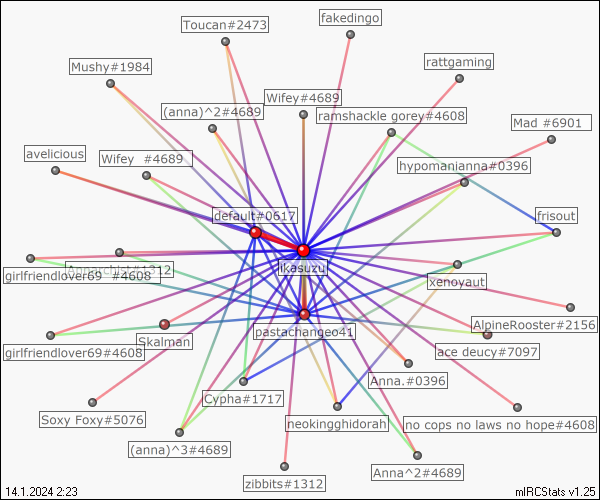 fakedingo
Toucan#2473
rattgaming
Mushy#1984
Wifey#4689
(anna)^2#4689
ramshackle gorey#4608
Mad #6901
avelicious
Wifey #4689
hypomanianna#0396
default#0617
frisout
ikasuzu
girlfriendlover69 #4608
#1312
xenoyaut
AlpineRooster#2156
pastachangeo41
Skalman
girlfriendlover69#4608
ace deucy#7097
Anna.#0396
Cypha#1717
Soxy Foxy#5076
neokingghidorah
no cops no laws no hope#4608
(anna)^3#4689
Anna^2#4689
zibbits#1312
14.1.2024 2:23
mIRCStats v1.25